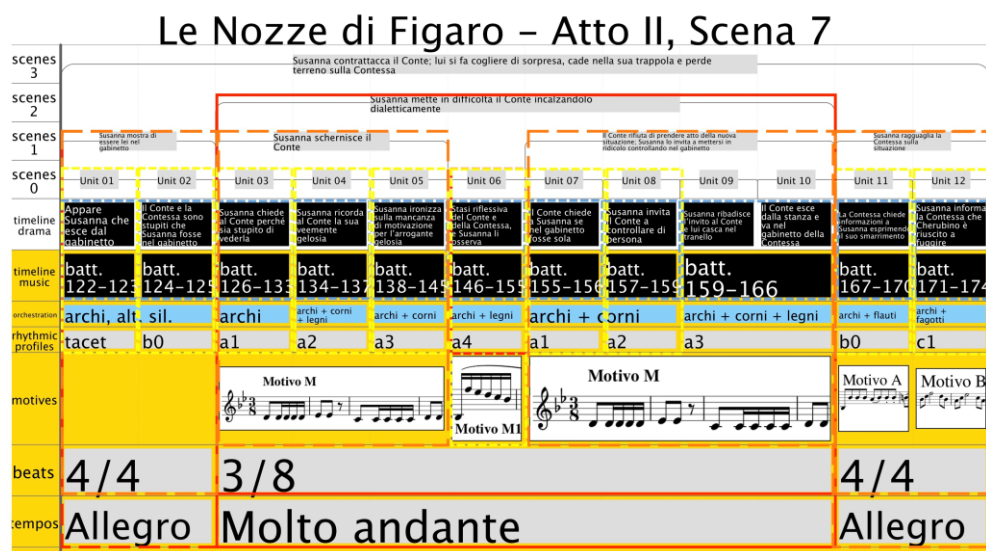 Le Nozze di Figaro – Atto II, Scena 7
scenes
3
Susanna contrattacca il Conte; lui si fa cogliere di sorpresa, cade nella sua trappola e perde
terreno sulla Contessa
scenes
2
Susanna mette in difficoltà il Conte incalzandolo
dialetticamente
scenes
1
Susanna mostra di
essere lei nel
gabinetto
Susanna schernisce il
Conte
Il Conte rifiuta di prendere atto della nuova
situazione; Susanna lo invita a mettersi in
ridicolo controllando nel gabinetto
Susanna ragguaglia la
Contessa sulla
situazione
scenes
0
Unit 01
Unit 02
Unit 03
Unit 04
Unit 05
Unit 06
Unit 07
Unit 08
Unit 09
Unit 10
Unit 11
Unit 12
timeline
drama
Appare
Susanna che
esce dal
gabinetto
Il Conte e la
Contessa sono
stupiti che
Susanna fosse
nel gabinetto
Susanna chiede
al Conte perché
sia stupito di
vederla
Susanna ricorda
al Conte la sua
veemente
gelosia
Susanna ironizza
sulla mancanza
di motivazione
per l'arrogante
gelosia
Stasi riflessiva
del Conte e
della Contessa,
e Susanna li
osserva
Il Conte chiede
a Susanna se
nel gabinetto
fosse sola
Susanna invita
il Conte a
controllare di
persona
Susanna ribadisce
l'invito al Conte
e lui casca nel
tranello
Il Conte esce
dalla stanza e
va nel
gabinetto della
Contessa
La Contessa chiede
informazioni a
Susanna esprimendo
il suo smarrimento
Susanna informa
la Contessa che
Cherubino è
riuscito a
fuggire
timeline
music
batt.
122-123
batt.
124-125
batt.
126-133
batt.
134-137
batt.
138-145
batt.
146-155
batt.
155-156
batt.
157-159
batt.
159-166
batt.
167-170
batt.
171-174
orchestration
archi, alt. sil.
archi
archi + corni
+ legni
archi + corni
archi + legni
archi + corni
archi + corni + legni
archi + flauti
archi +
fagotti
rhythmic
profiles
tacet
b0
a1
a2
a3
a4
a1
a2
a3
b0
c1
motives
Motivo M
Motivo M1
Motivo M
Motivo A
Motivo B
beats
4/4
3/8
4/4
tempos
Allegro
Molto andante
Allegro